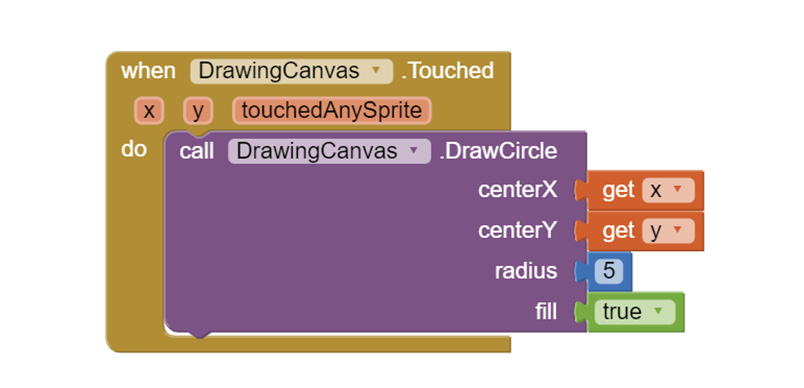 when DrawingCanvas .Touched
x y touchedAnySprite
do call DrawingCanvas .DrawCircle
centerX get x
centerY get y
radius 5
fill true